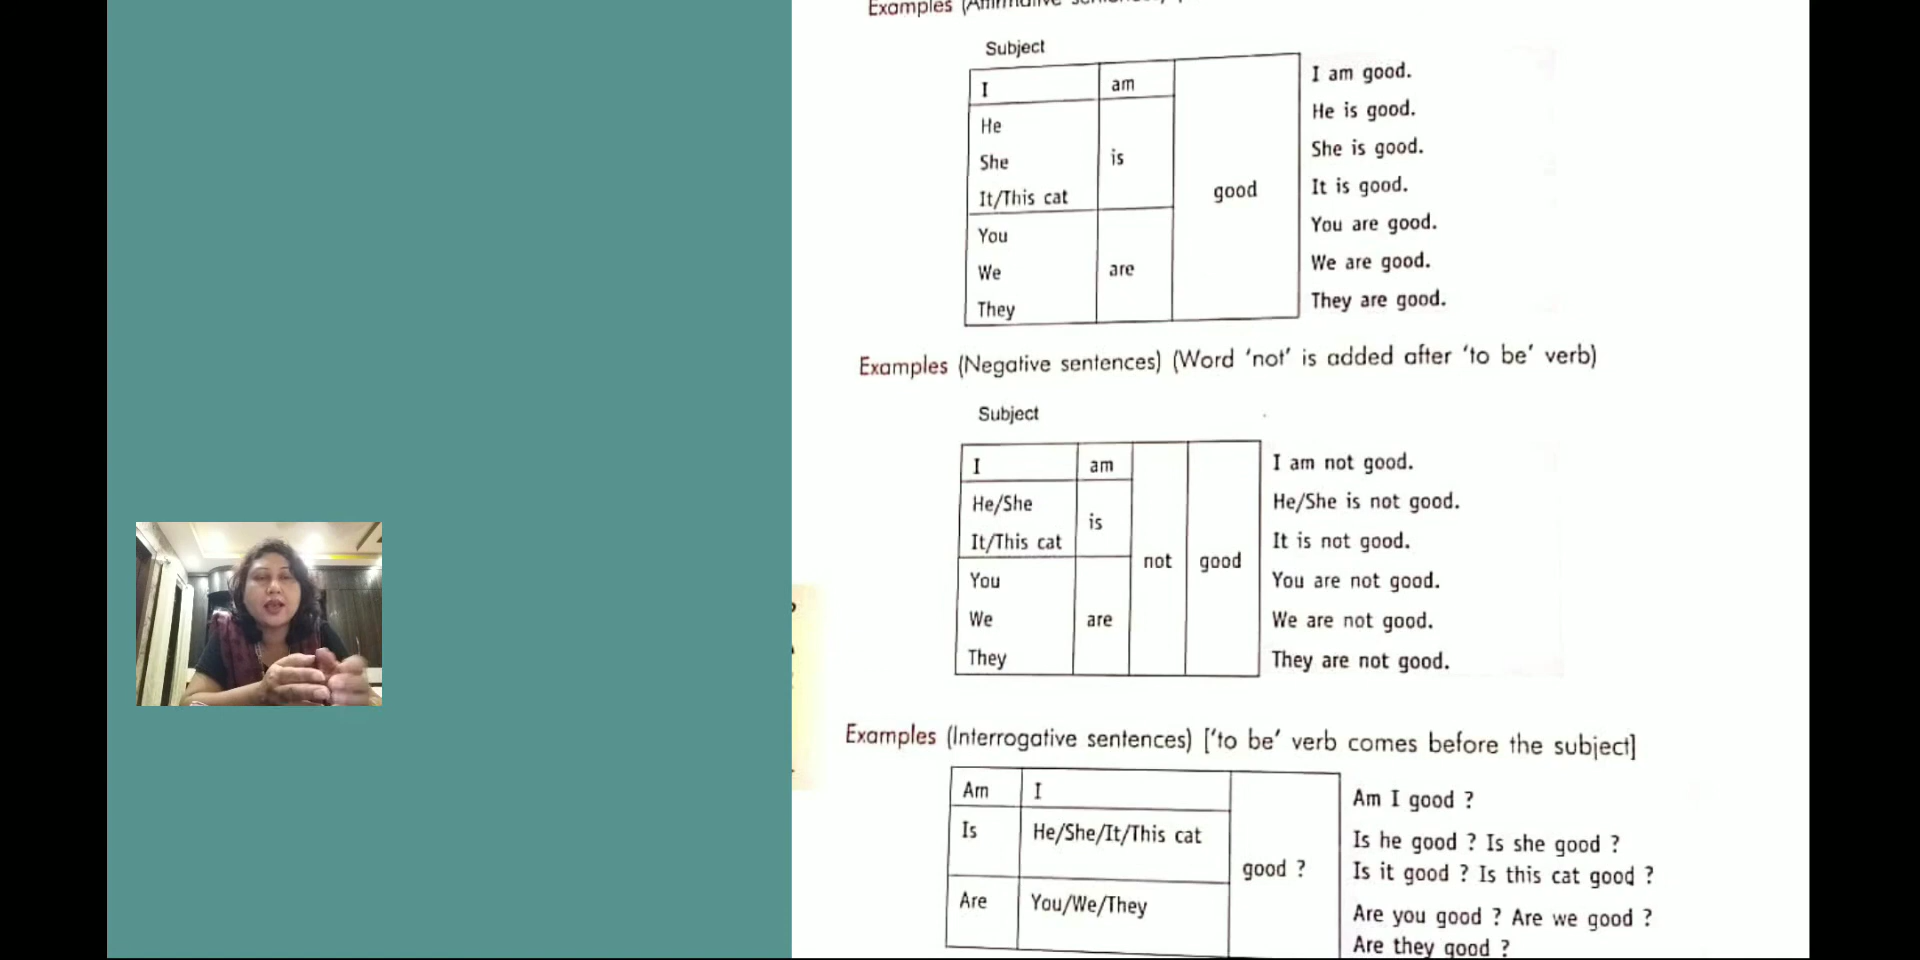 Examples (Affirmative sentences)
Subject
I am
He
She is
It/This cat
good
You
We are
They
I am good.
He is good.
She is good.
It is good.
You are good.
We are good.
They are good.
Examples (Negative sentences) (Word ‘not’ is added after ‘to be’ verb)
Subject
I am
He/She
is
It/This cat
not good
You
We are
They
I am not good.
He/She is not good.
It is not good.
You are not good.
We are not good.
They are not good.
Examples (Interrogative sentences) [‘to be’ verb comes before the subject]
Am I
Is He/She/It/This cat
good ?
Are You/We/They
Am I good ?
Is he good ? Is she good ?
Is it good ? Is this cat good ?
Are you good ? Are we good ?
Are they good ?